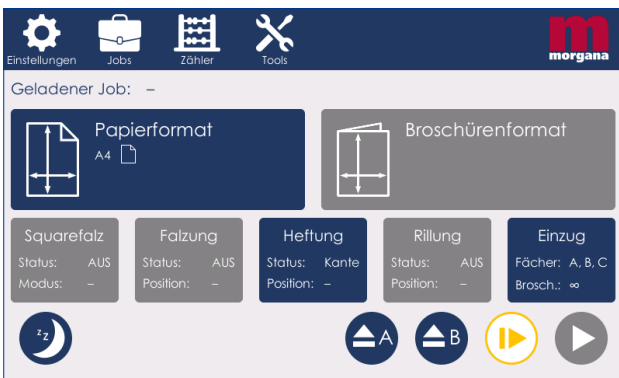 Einstellungen
Jobs
Zähler
Tools
m
morgana
Geladener Job: –
Papierformat
A4
Broschürenformat
Squarefalz
Status: AUS
Modus: –
Falzung
Status: AUS
Position: –
Heftung
Status: Kante
Position: –
Rillung
Status: AUS
Position: –
Einzug
Fächer: A, B, C
Brosch.: ∞
z z
A
B